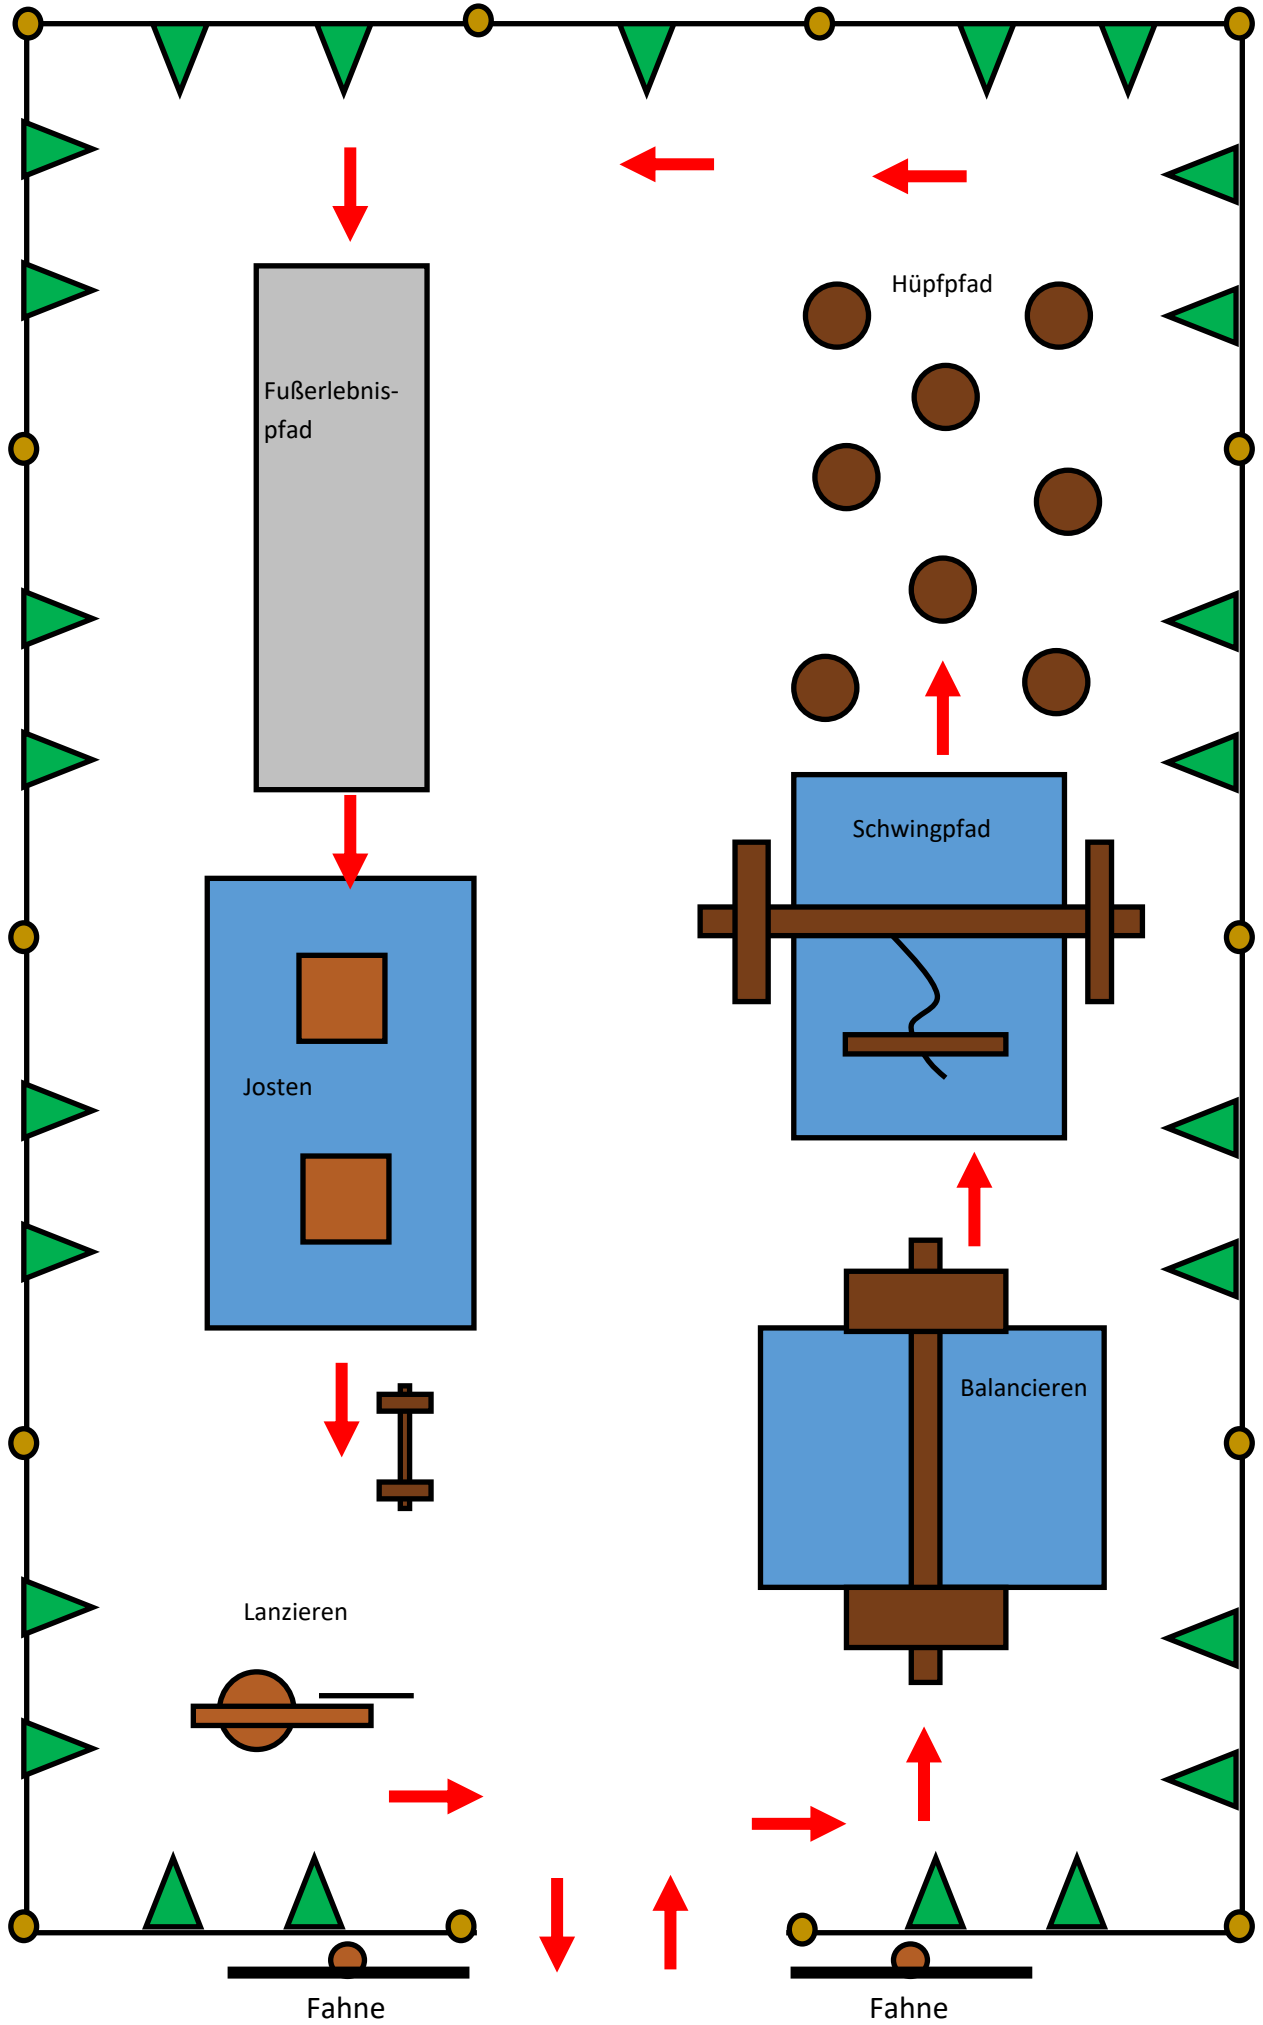 Hüpfpfad
Fußerlebnis-
pfad
Schwingpfad
Josten
Balancieren
Lanzieren
Fahne
Fahne